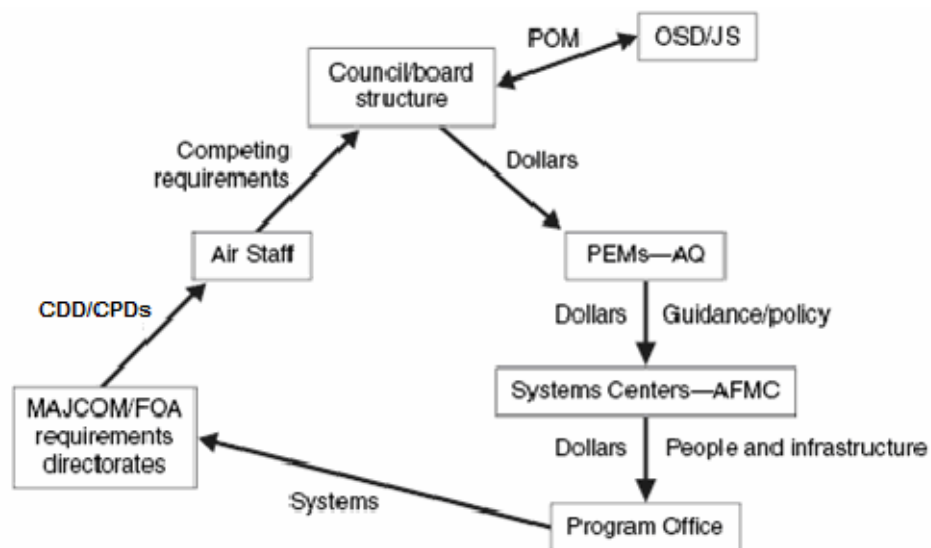 POM
OSD/JS
Council/board
structure
Competing
requirements
Dollars
Air Staff
PEMs—AQ
CDD/CPDs
Dollars Guidance/policy
MAJCOM/FOA
requirements
directorates
Systems Centers—AFMC
Dollars People and infrastructure
Systems
Program Office